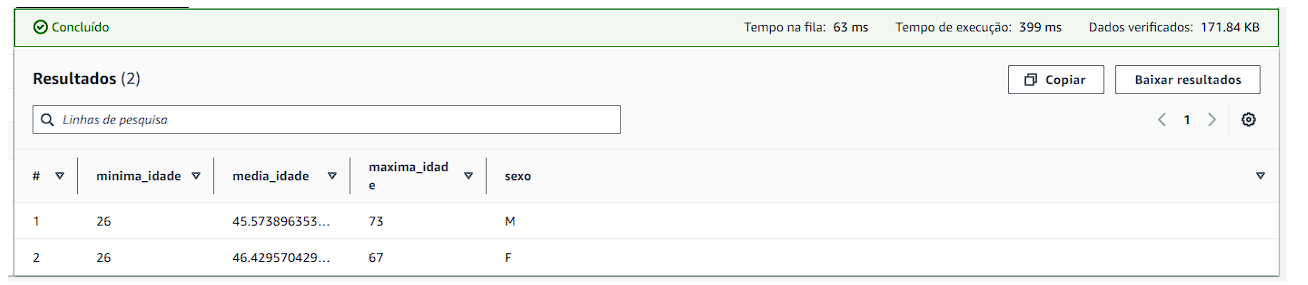 Concluído Tempo na fila: 63 ms Tempo de execução: 399 ms Dados verificados: 171.84 KB
Resultados (2) Copiar Baixar resultados
Linhas de pesquisa 1
# minima_idade media_idade maxima_idad
e sexo
1 26 45.573896353... 73 M
2 26 46.429570429... 67 F